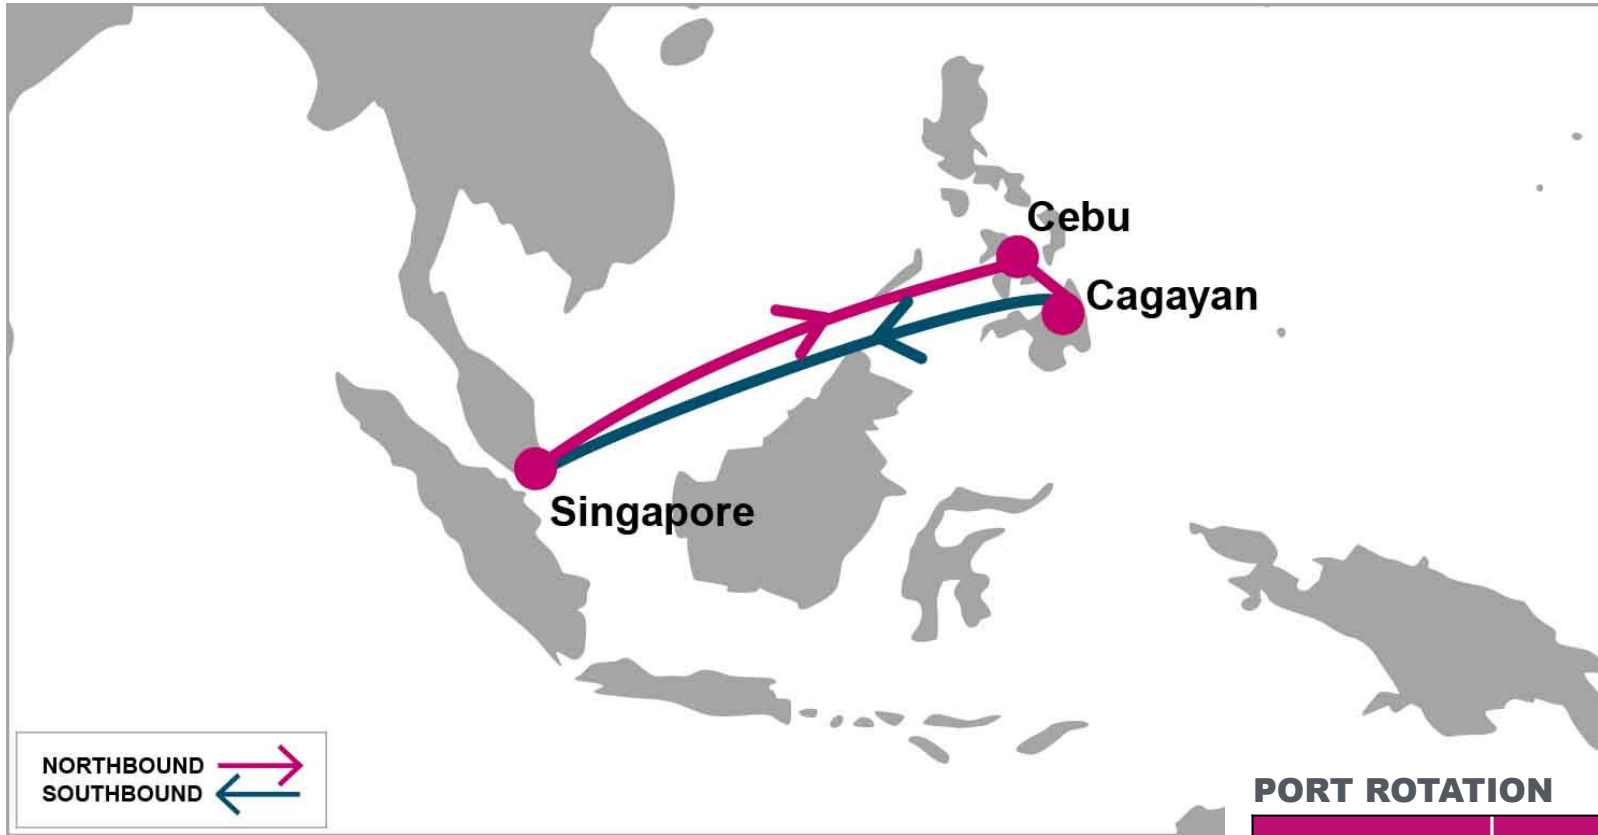 Cebu
Cagayan
Singapore
NORTHBOUND
SOUTHBOUND
PORT ROTATION